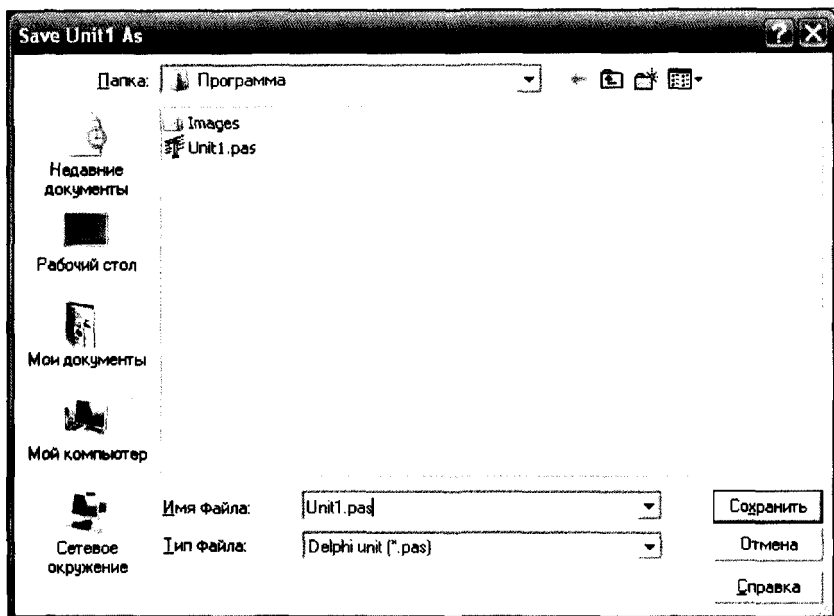 Save Unit1 As
Папка: Программа
Images
Unit1.pas
Недавние
документы
Рабочий стол
Мои документы
Мой компьютер
Сетевое
окружение
Имя файла: Unit1.pas
Сохранить
Тип файла: Delphi unit (*.pas)
Отмена
Справка